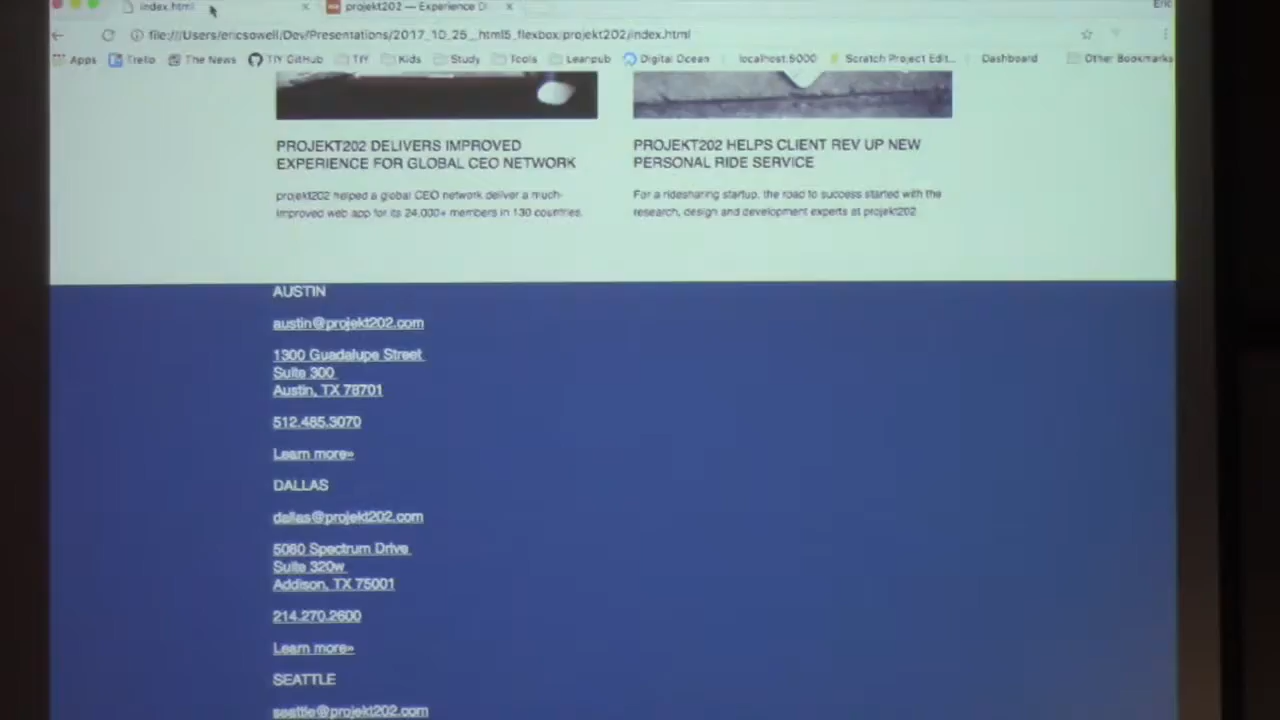 index.html
projekt202 — Experience D
Eric
file:///Users/ericsowell/Dev/Presentations/2017_10_25__html5_flexbox/projekt202/index.html
Apps Trello The News TIY GitHub TIY Kids Study Tools Leanpub Digital Ocean localhost:5000 Scratch Project Edit... Dashboard Other Bookmarks
PROJEKT202 DELIVERS IMPROVED
EXPERIENCE FOR GLOBAL CEO NETWORK
projekt202 helped a global CEO network deliver a much-
improved web app for its 24,000+ members in 130 countries.
PROJEKT202 HELPS CLIENT REV UP NEW
PERSONAL RIDE SERVICE
For a ridesharing startup, the road to success started with the
research, design and development experts at projekt202.
AUSTIN
austin@projekt202.com
1300 Guadalupe Street
Suite 300
Austin, TX 78701
512.485.3070
Learn more»
DALLAS
dallas@projekt202.com
5080 Spectrum Drive
Suite 320w
Addison, TX 75001
214.270.2600
Learn more»
SEATTLE
seattle@projekt202.com